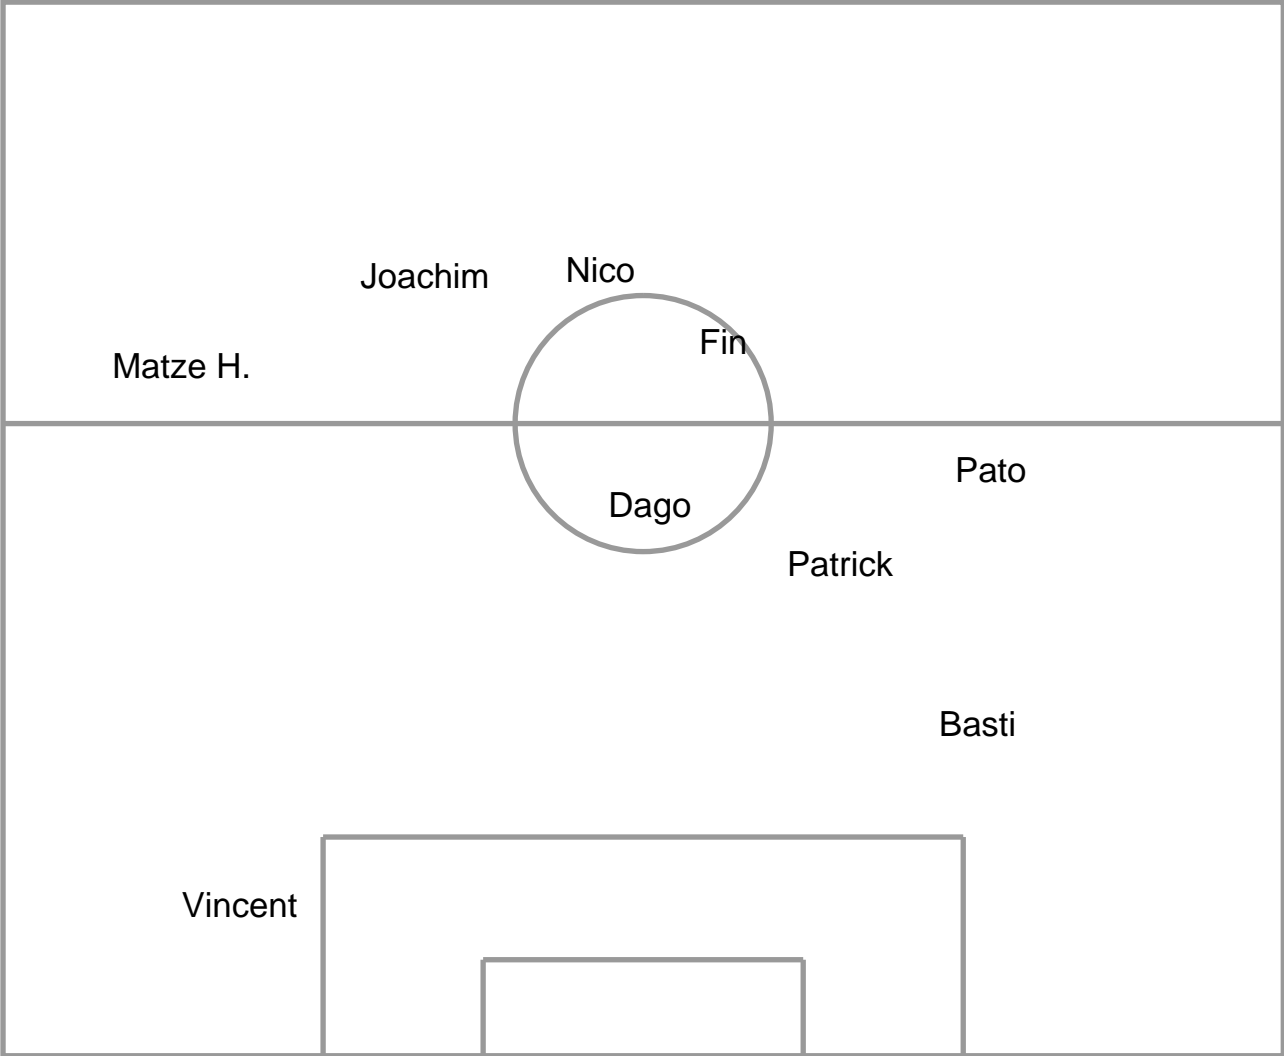 Nico
Joachim
Fin
Matze H.
Pato
Dago
Patrick
Basti
Vincent